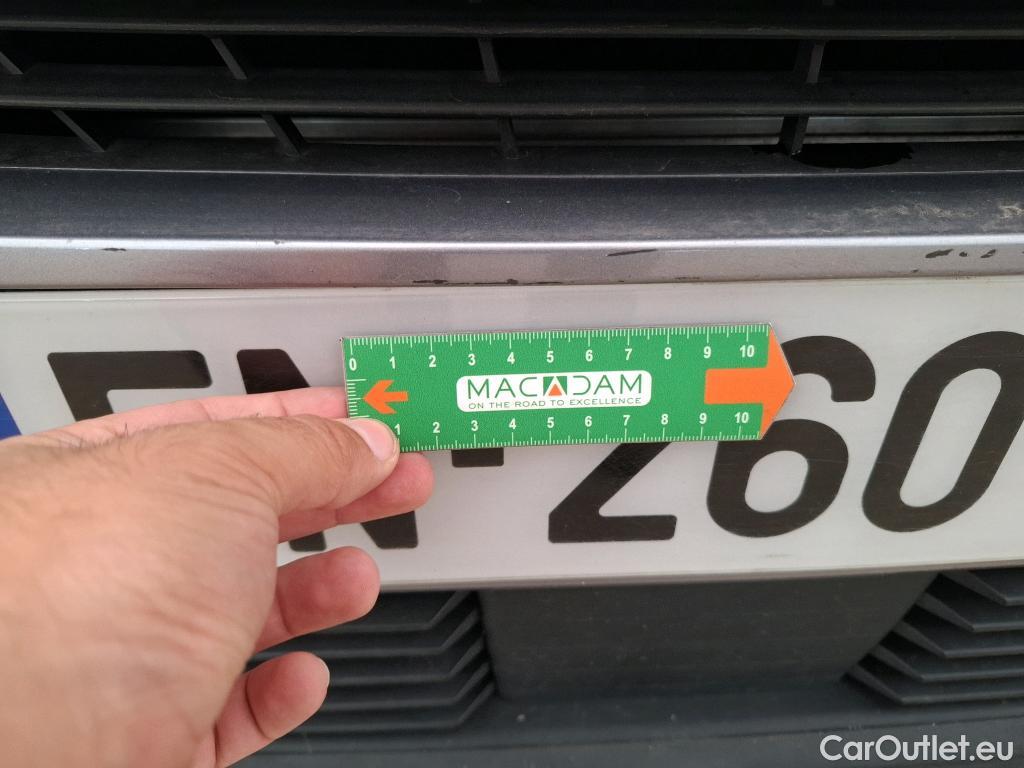 0 1 2 3 4 5 6 7 8 9 10
MACADAM
ON THE ROAD TO EXCELLENCE
1 2 3 4 5 6 7 8 9 10
260
CarOutlet.eu